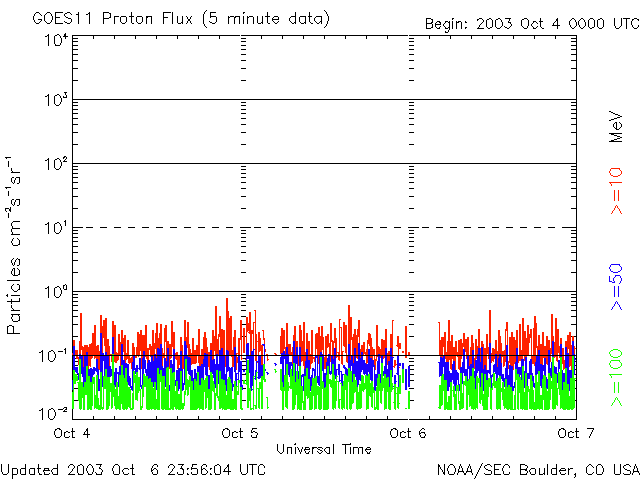 GOES11 Proton Flux (5 minute data)
Begin: 2003 Oct 4 0000 UTC
Particles cm⁻²s⁻¹sr⁻¹
10⁴
10³
10²
10¹
10⁰
10⁻¹
10⁻²
Oct 4
Oct 5
Oct 6
Oct 7
Universal Time
MeV
>=10
>=50
>=100
Updated 2003 Oct 6 23:56:04 UTC
NOAA/SEC Boulder, CO USA